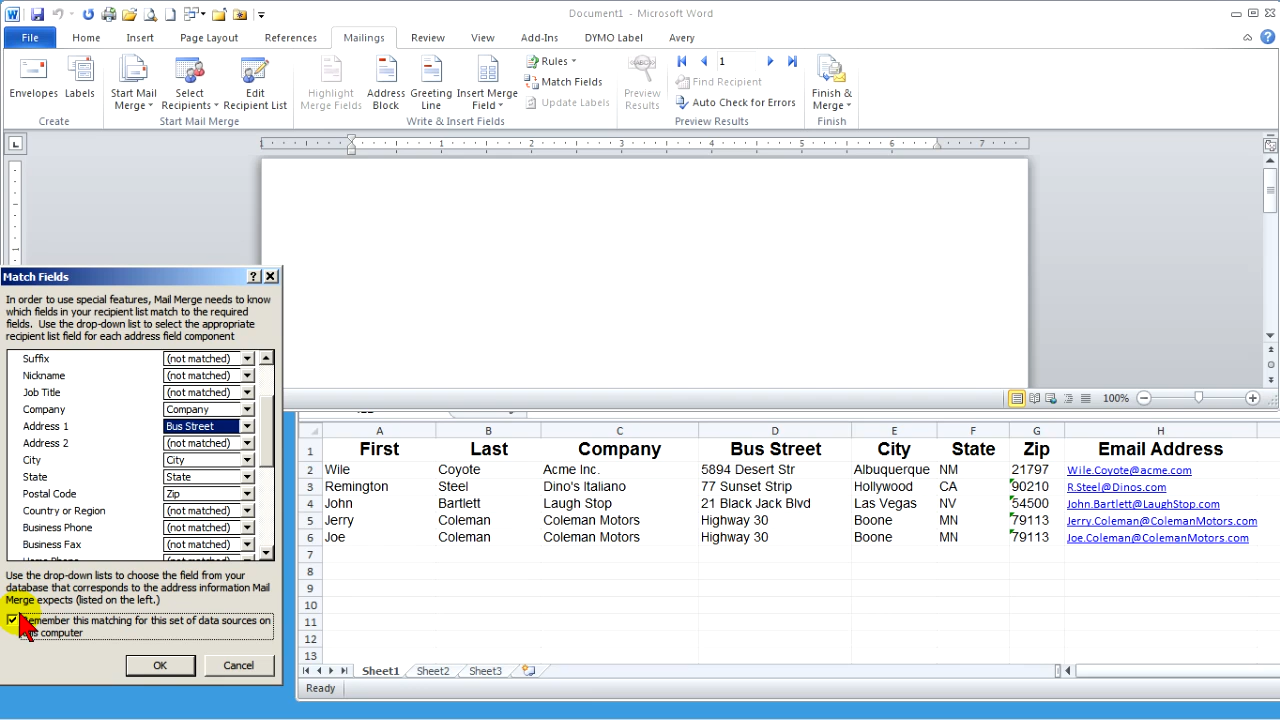 Document1 - Microsoft Word
File Home Insert Page Layout References Mailings Review View Add-Ins DYMO Label Avery
Envelopes Labels
Create
Start Mail Merge
Select Recipients
Edit Recipient List
Start Mail Merge
Highlight Merge Fields
Address Block
Greeting Line
Insert Merge Field
Rules
Match Fields
Update Labels
Write & Insert Fields
Preview Results
1
Find Recipient
Auto Check for Errors
Preview Results
Finish & Merge
Finish
1 1 2 3 4 5 6 7
Match Fields
In order to use special features, Mail Merge needs to know
which fields in your recipient list match to the required
fields. Use the drop-down list to select the appropriate
recipient list field for each address field component
Suffix (not matched)
Nickname (not matched)
Job Title (not matched)
Company Company
Address 1 Bus Street
Address 2 (not matched)
City City
State State
Postal Code Zip
Country or Region (not matched)
Business Phone (not matched)
Business Fax (not matched)
Use the drop-down lists to choose the field from your
database that corresponds to the address information Mail
Merge expects (listed on the left.)
Remember this matching for this set of data sources on
this computer
OK Cancel
100%
A B C D E F G H
1 First Last Company Bus Street City State Zip Email Address
2 Wile Coyote Acme Inc. 5894 Desert Str Albuquerque NM 21797 Wile.Coyote@acme.com
3 Remington Steel Dino's Italiano 77 Sunset Strip Hollywood CA 90210 R.Steel@Dinos.com
4 John Bartlett Laugh Stop 21 Black Jack Blvd Las Vegas NV 54500 John.Bartlett@LaughStop.com
5 Jerry Coleman Coleman Motors Highway 30 Boone MN 79113 Jerry.Coleman@ColemanMotors.com
6 Joe Coleman Coleman Motors Highway 30 Boone MN 79113 Joe.Coleman@ColemanMotors.com
7
8
9
10
11
12
13
Sheet1 Sheet2 Sheet3
Ready